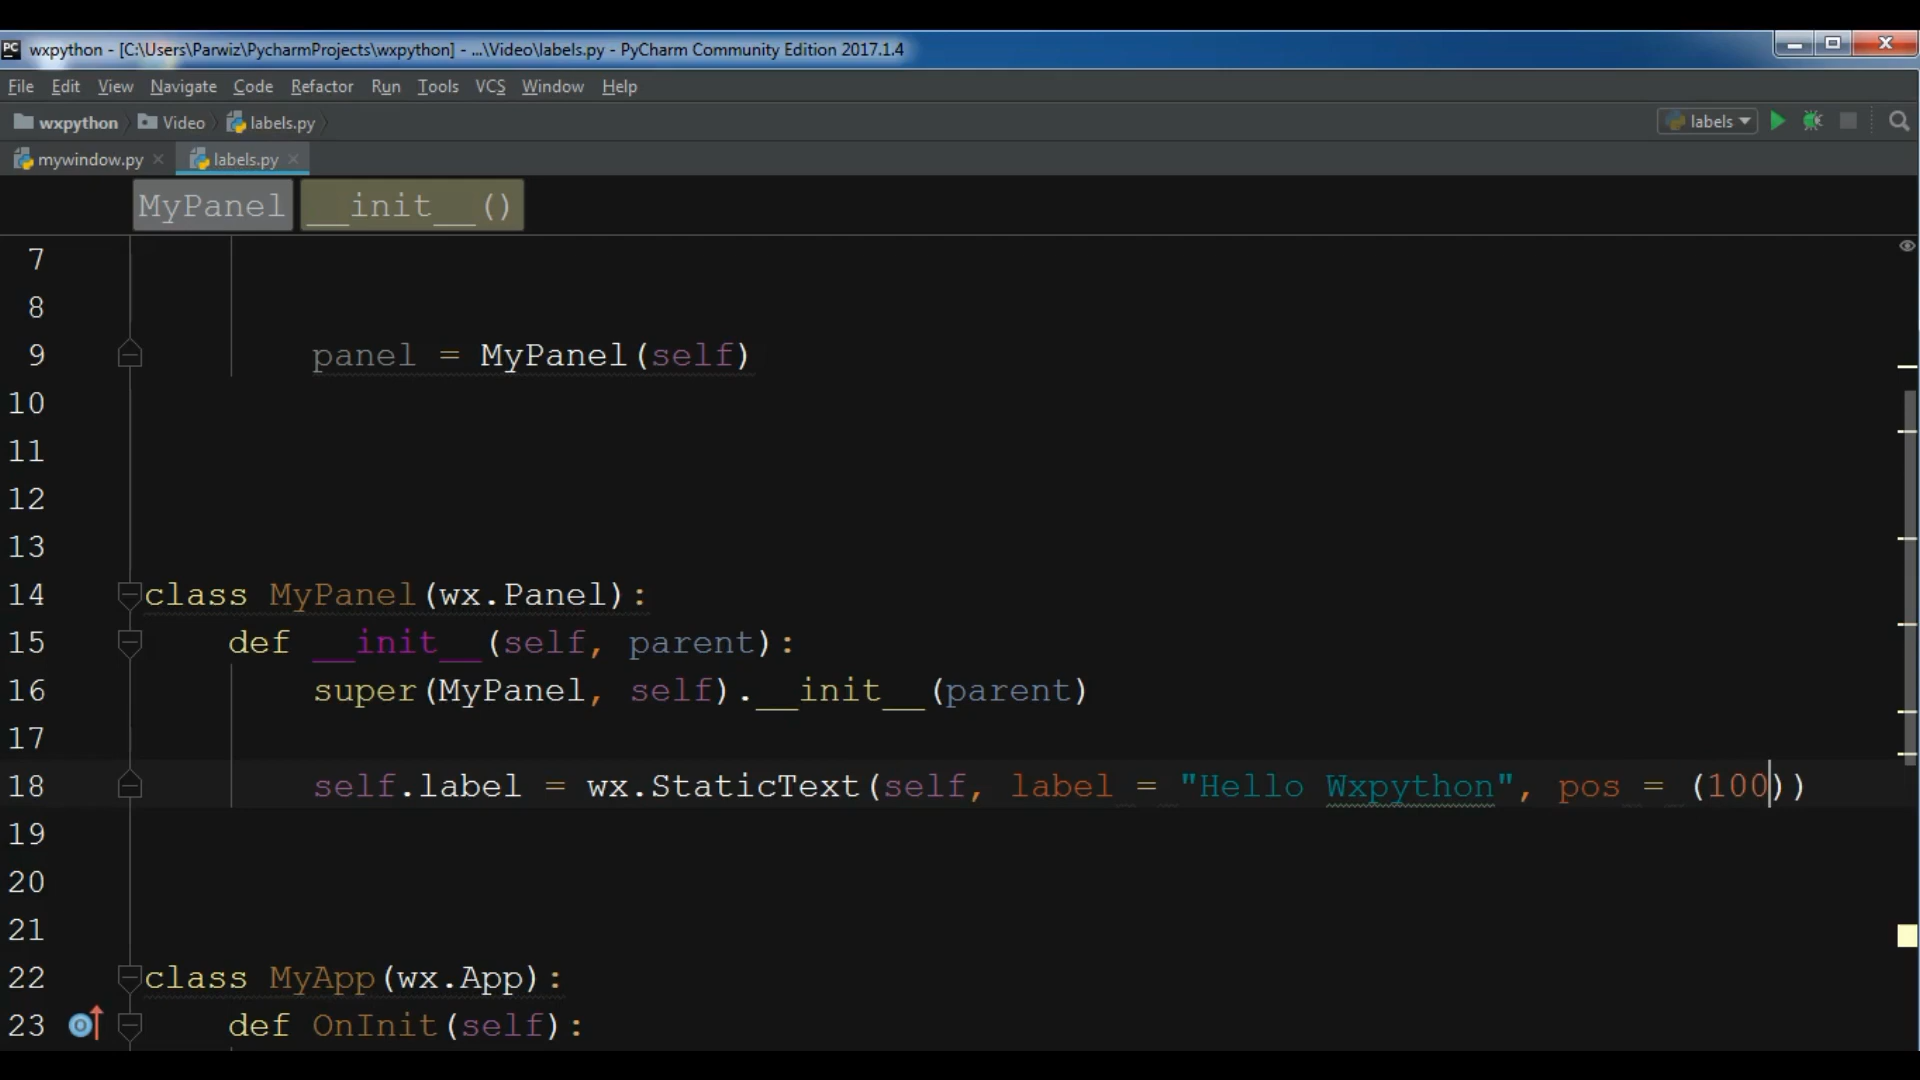 PC wxpython - [C:\Users\Parwiz\PycharmProjects\wxpython] - ...\Video\labels.py - PyCharm Community Edition 2017.1.4
File Edit View Navigate Code Refactor Run Tools VCS Window Help
wxpython Video labels.py labels
mywindow.py labels.py
MyPanel __init__()
7
8
9 panel = MyPanel(self)
10
11
12
13
14 class MyPanel(wx.Panel):
15 def __init__(self, parent):
16 super(MyPanel, self).__init__(parent)
17
18 self.label = wx.StaticText(self, label = "Hello Wxpython", pos = (100))
19
20
21
22 class MyApp(wx.App):
23 def OnInit(self):